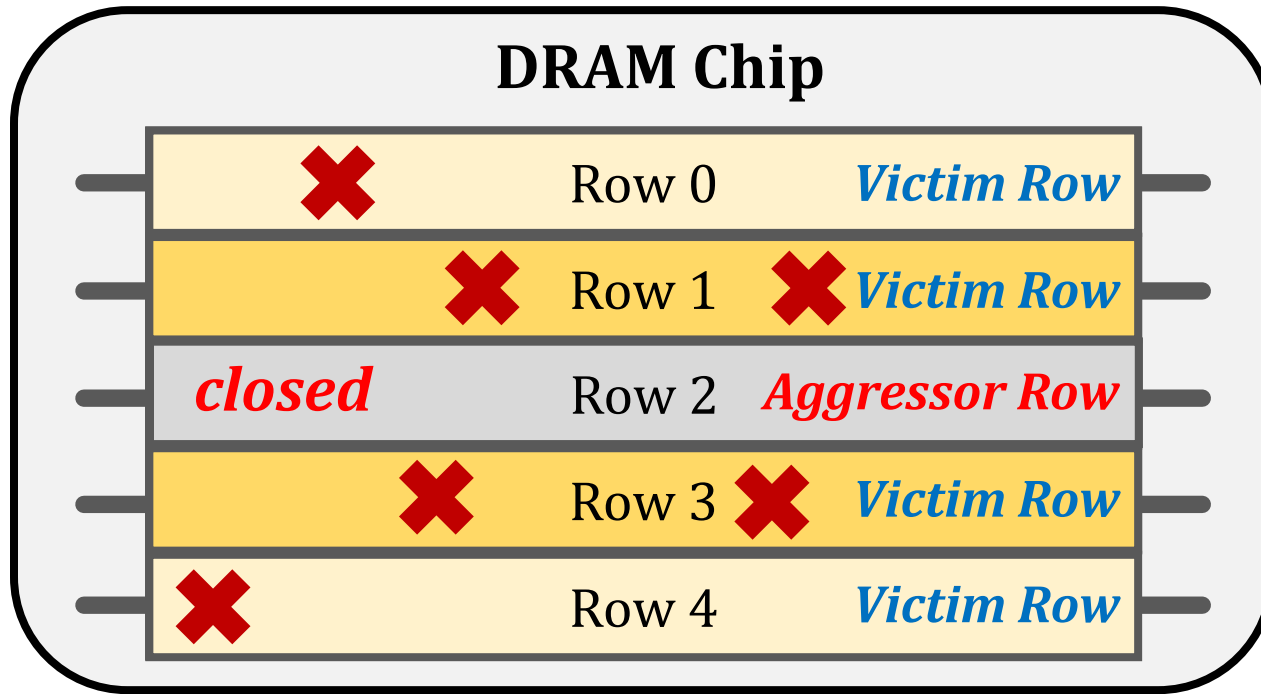 DRAM Chip
Row 0 Victim Row
Row 1 Victim Row
closed Row 2 Aggressor Row
Row 3 Victim Row
Row 4 Victim Row